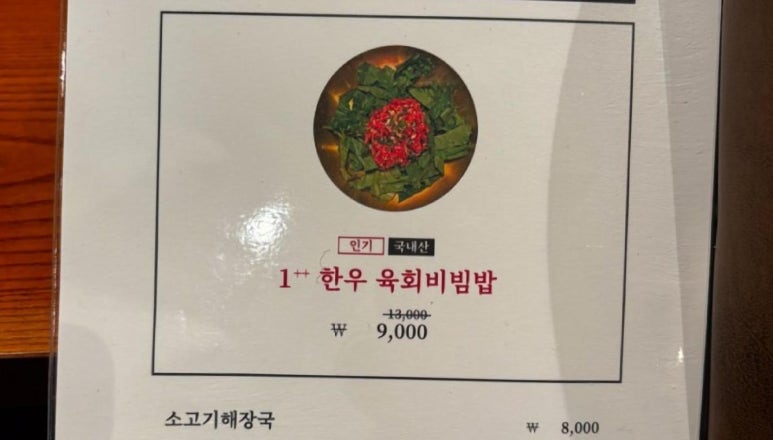 인기 국내산
1++ 한우 육회비빔밥
13,000
₩ 9,000
소고기해장국 ₩ 8,000